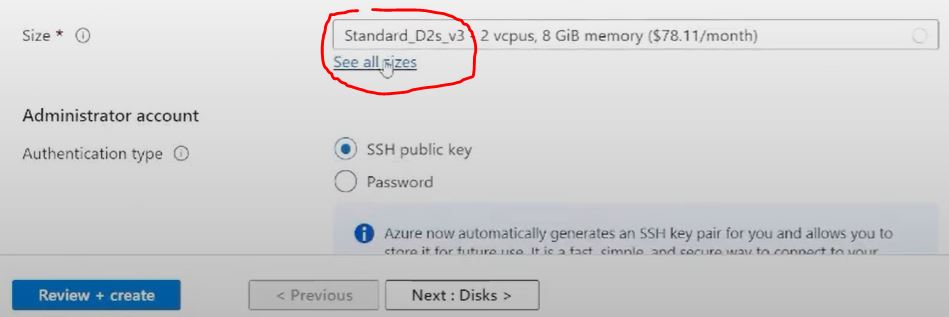 Size * ⓘ Standard_D2s_v3 - 2 vcpus, 8 GiB memory ($78.11/month)
See all sizes
Administrator account
Authentication type ⓘ SSH public key
Password
Azure now automatically generates an SSH key pair for you and allows you to
store it for future use. It is a fast, simple, and secure way to connect to your
Review + create < Previous Next : Disks >